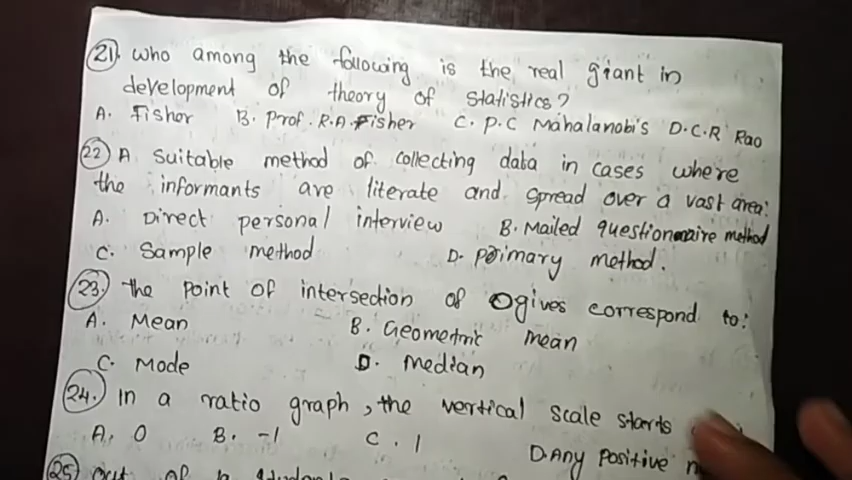 21. Who among the following is the real giant in
development of theory of statistics?
A. Fisher B. Prof. R.A. Fisher C. P.C Mahalanobis D. C.R Rao
22 A suitable method of collecting data in cases where
the informants are literate and spread over a vast area:
A. Direct personal interview B. Mailed questionnaire method
C. Sample method D. Primary method.
23. The point of intersection of Ogives correspond to:
A. Mean B. Geometric mean
C. Mode D. Median
24. In a ratio graph, the vertical scale starts
A. 0 B. -1 C. 1 D. Any positive
25 out of